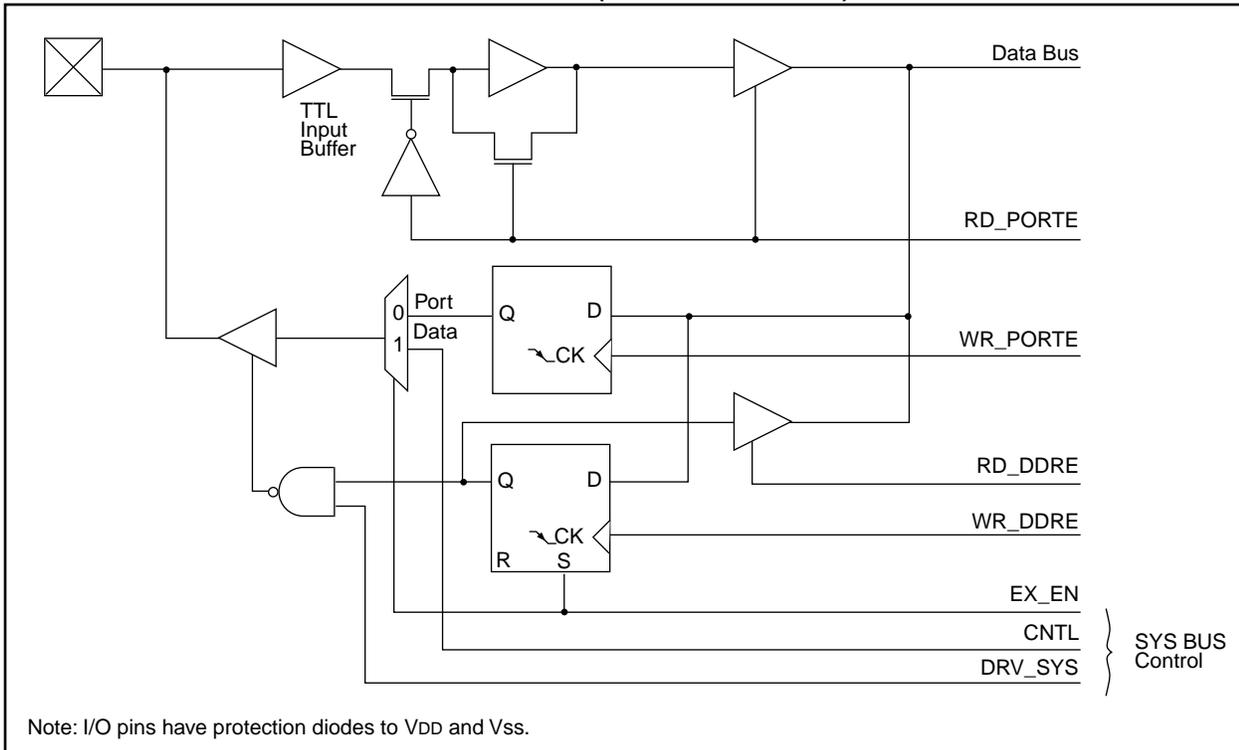 Data Bus
TTL
Input
Buffer
RD_PORTE
0
Port
Data
1
Q
D
CK
WR_PORTE
RD_DDRE
Q
D
CK
R
S
WR_DDRE
EX_EN
CNTL
DRV_SYS
SYS BUS
Control
Note: I/O pins have protection diodes to VDD and Vss.